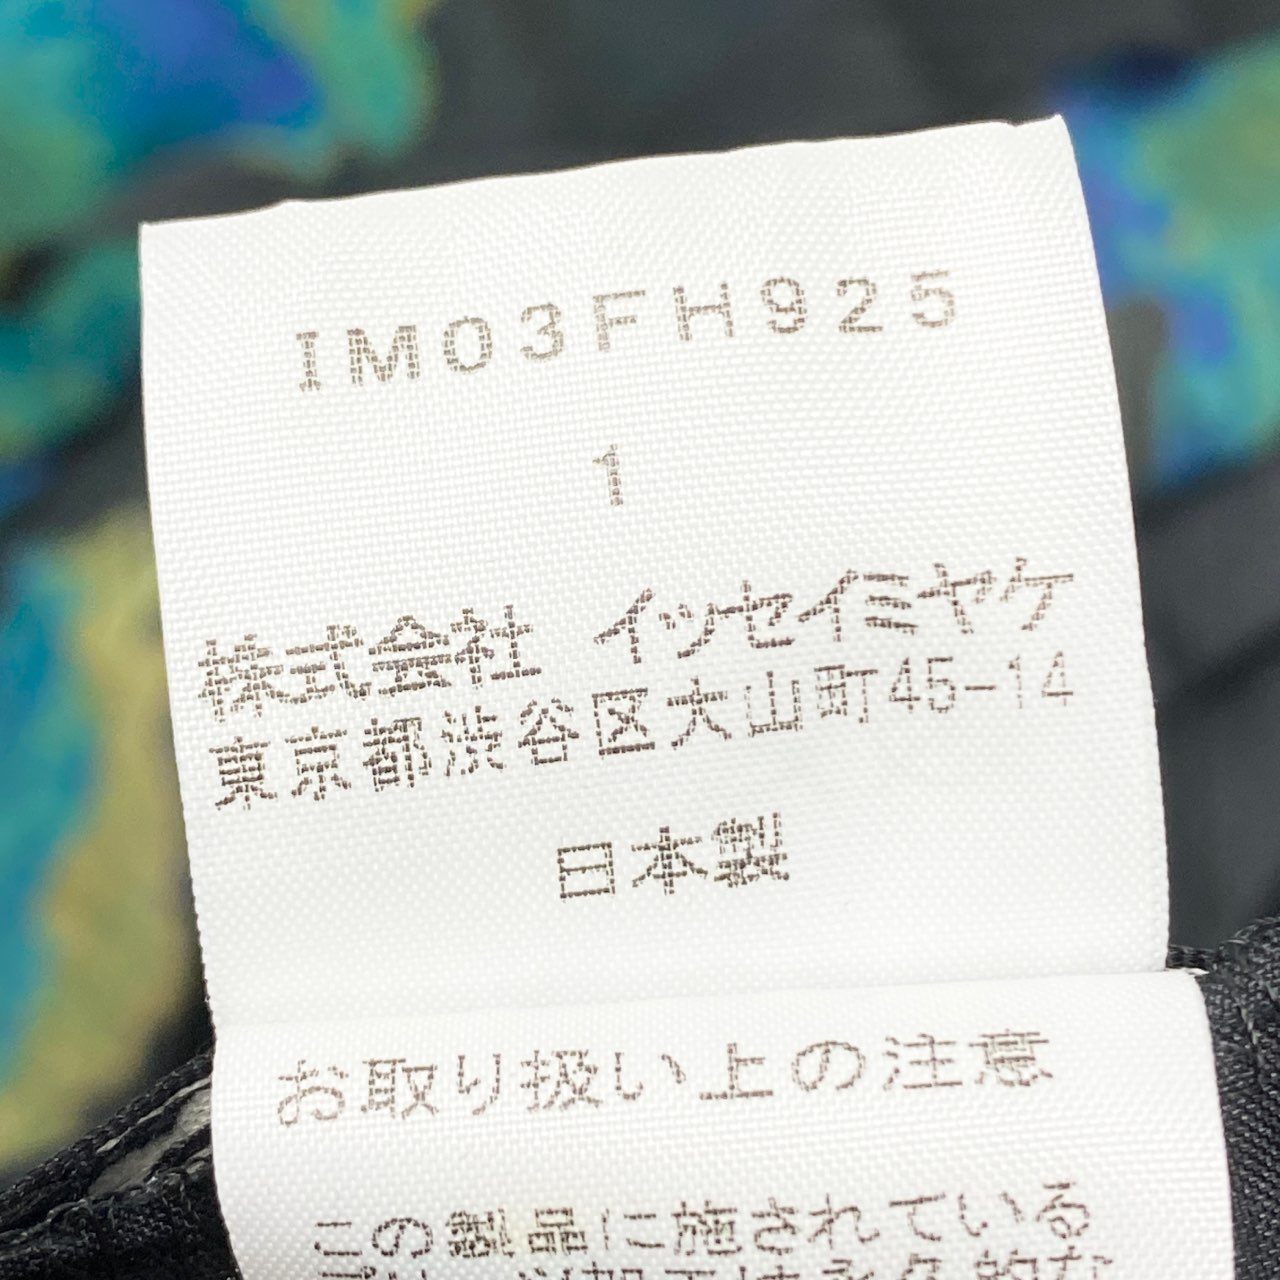 IM03FH925
1
株式会社 イッセイミヤケ
東京都渋谷区大山町45-14
日本製
お取り扱い上の注意
この製品に施されている